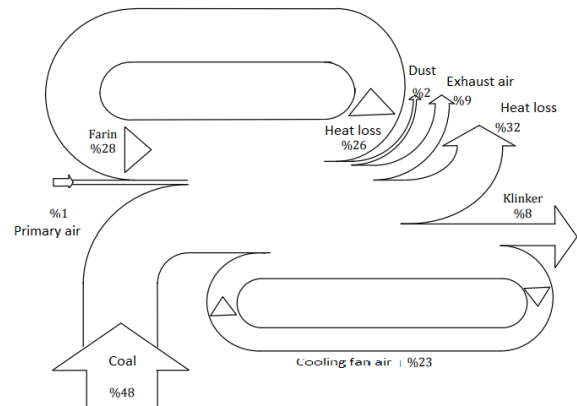 Dust
%2
Exhaust air
%9
Heat loss
%32
Farin
%28
Heat loss
%26
Klinker
%8
%1
Primary air
Coal
%48
Cooling fan air %23